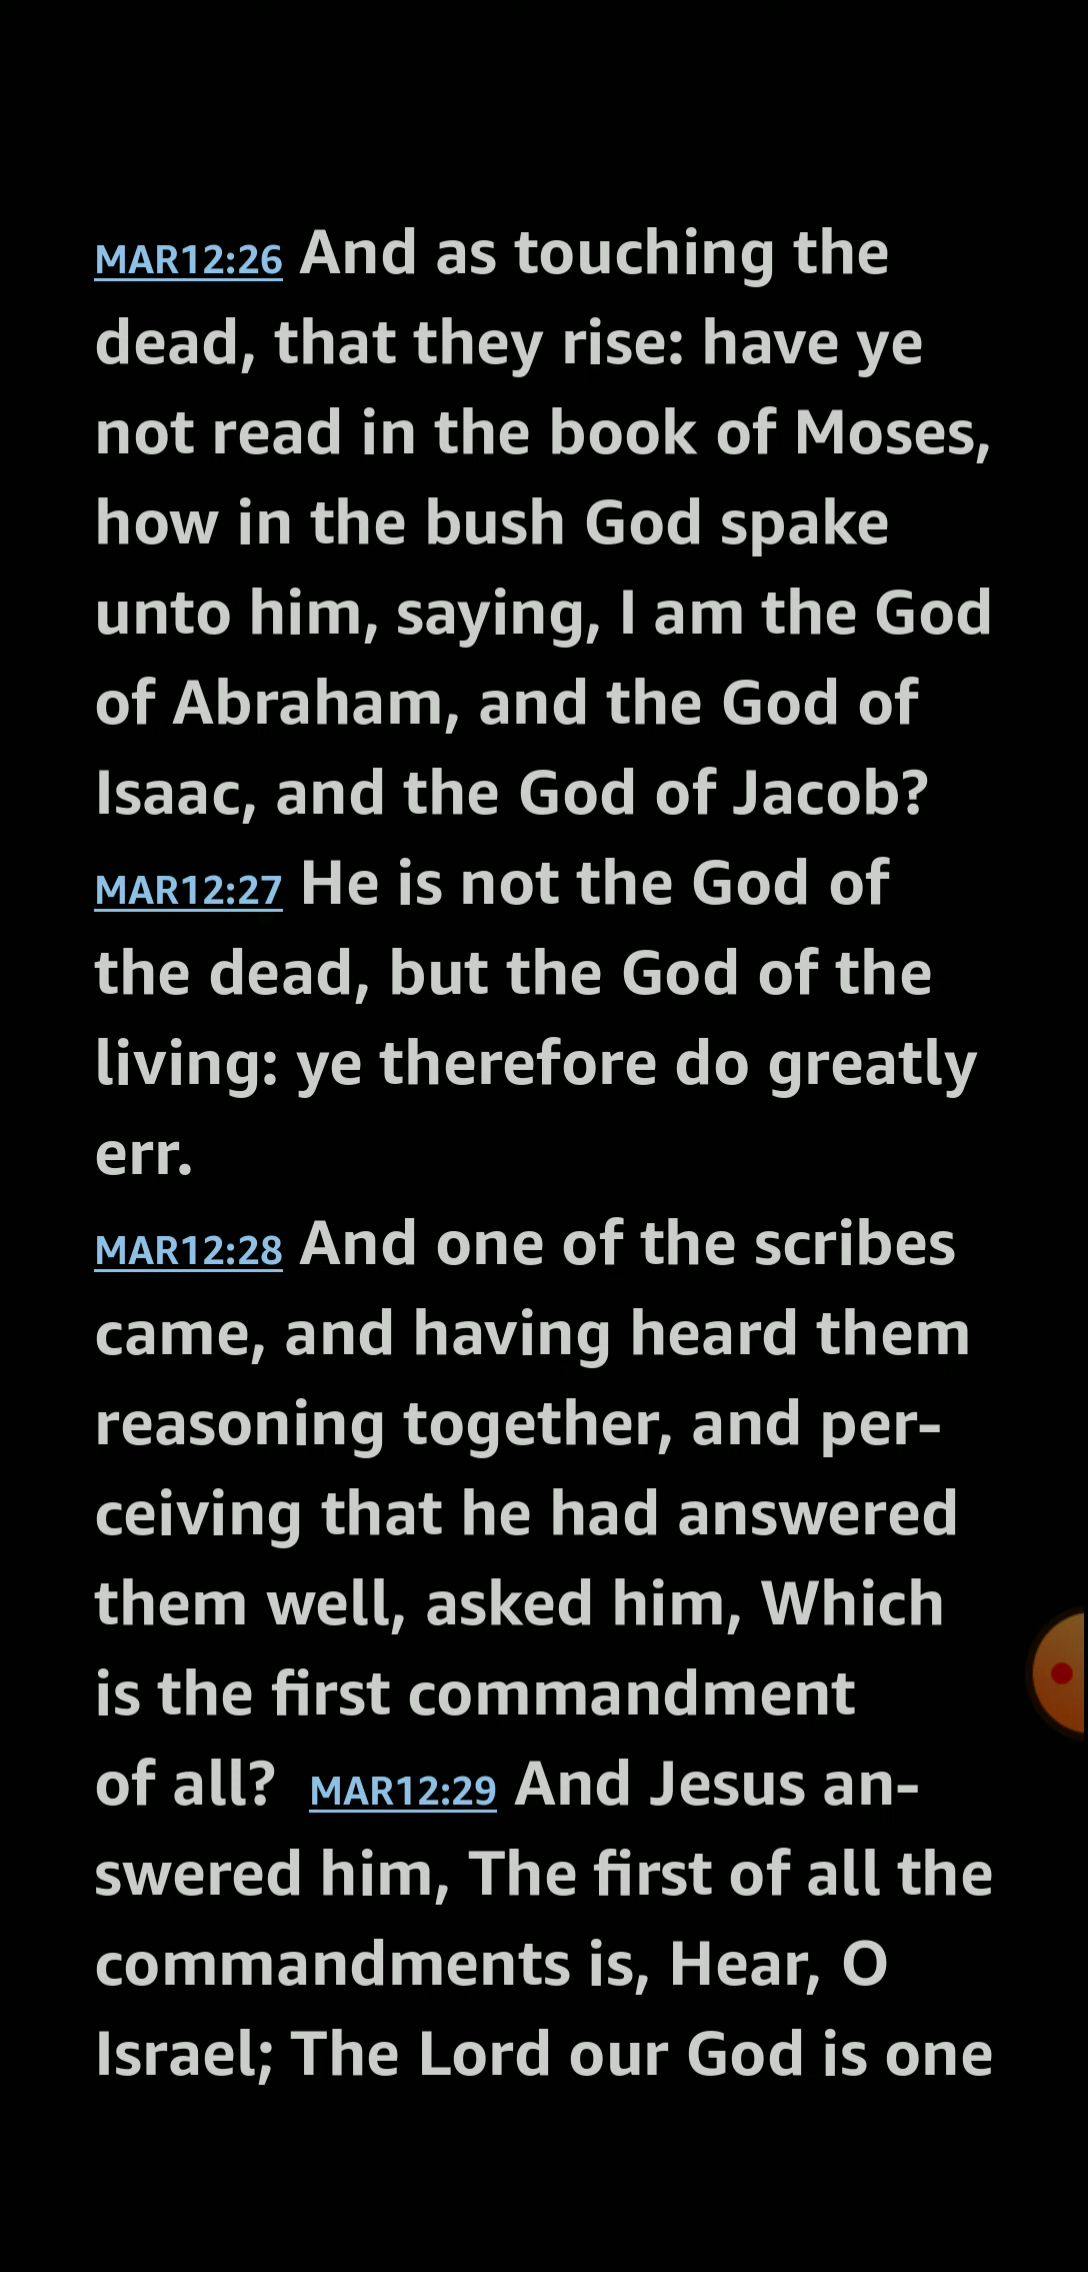 MAR12:26 And as touching the
dead, that they rise: have ye
not read in the book of Moses,
how in the bush God spake
unto him, saying, I am the God
of Abraham, and the God of
Isaac, and the God of Jacob?
MAR12:27 He is not the God of
the dead, but the God of the
living: ye therefore do greatly
err.
MAR12:28 And one of the scribes
came, and having heard them
reasoning together, and per-
ceiving that he had answered
them well, asked him, Which
is the first commandment
of all? MAR12:29 And Jesus an-
swered him, The first of all the
commandments is, Hear, O
Israel; The Lord our God is one